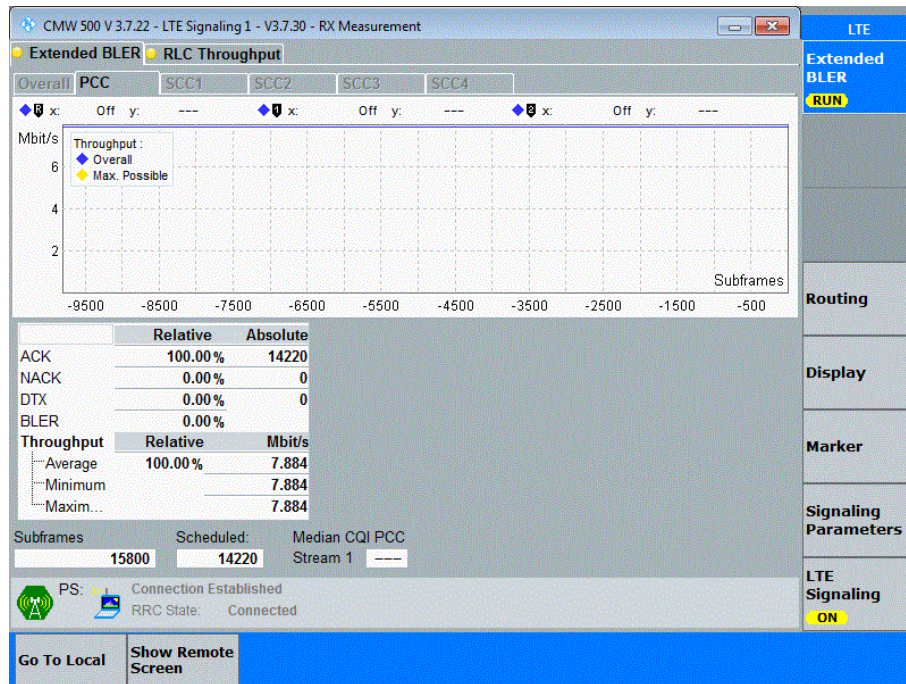 CMW 500 V 3.7.22 - LTE Signaling 1 - V3.7.30 - RX Measurement
LTE
Extended BLER RLC Throughput
Extended BLER
RUN
Overall PCC SCC1 SCC2 SCC3 SCC4
x: Off y: --- x: Off y: --- x: Off y: ---
Mbit/s
Throughput :
Overall
Max. Possible
6
4
2
Subframes
-9500 -8500 -7500 -6500 -5500 -4500 -3500 -2500 -1500 -500
Routing
Display
Marker
Signaling Parameters
LTE Signaling
ON
Relative Absolute
ACK 100.00 % 14220
NACK 0.00 % 0
DTX 0.00 % 0
BLER 0.00 %
Throughput Relative Mbit/s
Average 100.00 % 7.884
Minimum 7.884
Maxim... 7.884
Subframes Scheduled: Median CQI PCC
15800 14220 Stream 1 ---
PS: Connection Established
RRC State: Connected
Go To Local
Show Remote Screen